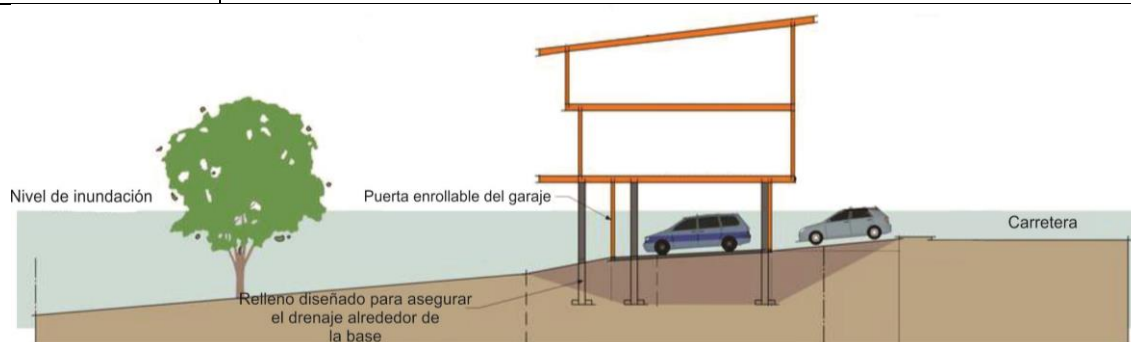 Nivel de inundación
Puerta enrollable del garaje
Carretera
Relleno diseñado para asegurar
el drenaje alrededor de
la base